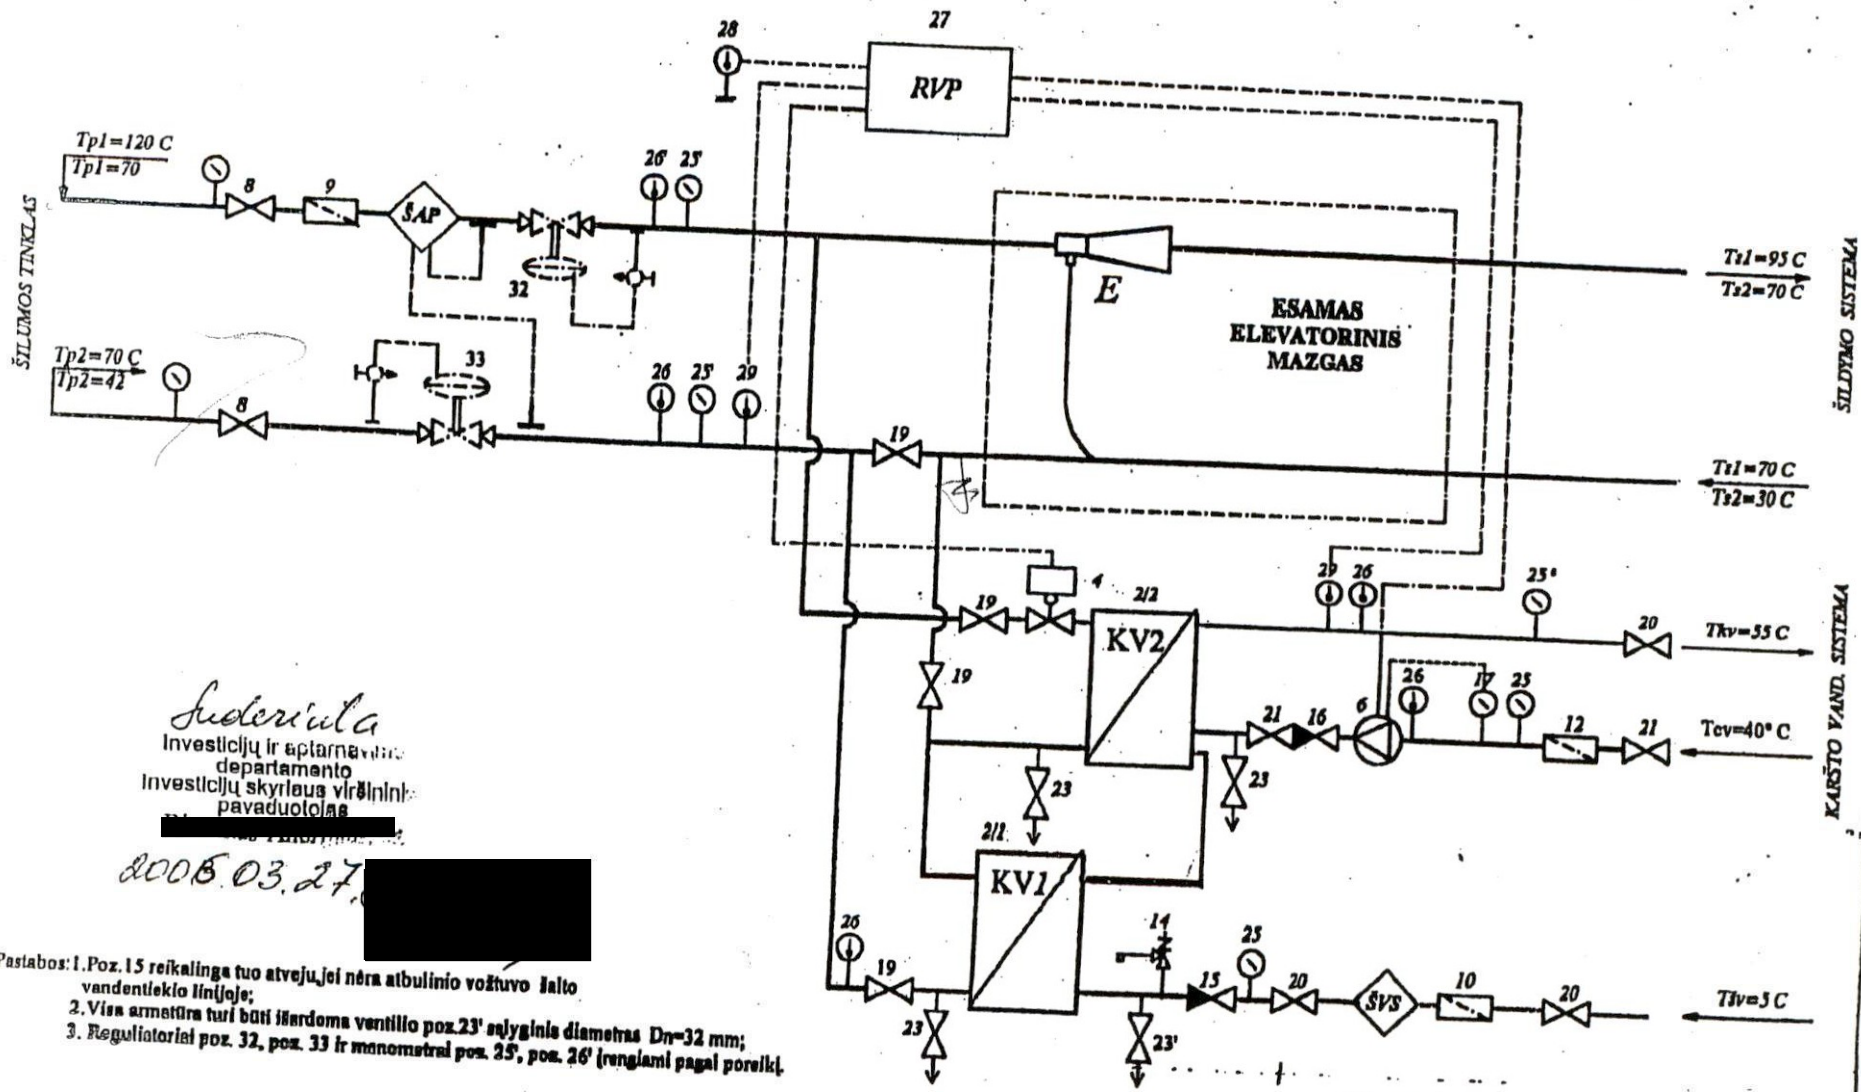 27
28
RVP
Tp1=120 C
Tp1=70
8
9
ŠAP
26'
25'
32
E
ESAMAS
ELEVATORINIS
MAZGAS
Ts1=95 C
Ts2=70 C
ŠILUMOS TINKLAS
ŠILDYMO SISTEMA
Tp2=70 C
Tp2=42
8
33
26
25'
29
19
Ts1=70 C
Ts2=30 C
4
2/2
29
26
25*
19
KV2
20
Tkv=55 C
19
KARŠTO VAND. SISTEMA
26
17
25
6
21
16
12
21
Tcv=40° C
23
23
2/1
KV1
Suderinta
Investicijų ir aptarnavimo
departamento
Investicijų skyriaus viršinink
pavaduotojas
2006.03.27.
26
19
14
25
15
20
ŠVS
10
20
Tšv=5 C
23
23'
Pastabos: 1. Poz. 15 reikalinga tuo atveju, jei nėra atbulinio vožtuvo šalto
vandentiekio linijoje;
2. Visa armatūra turi būti išardoma ventilio poz.23' sąlyginis diametras Dn=32 mm;
3. Reguliatoriai poz. 32, poz. 33 ir manometrai poz. 25', poz. 26' įrengiami pagal poreikį.